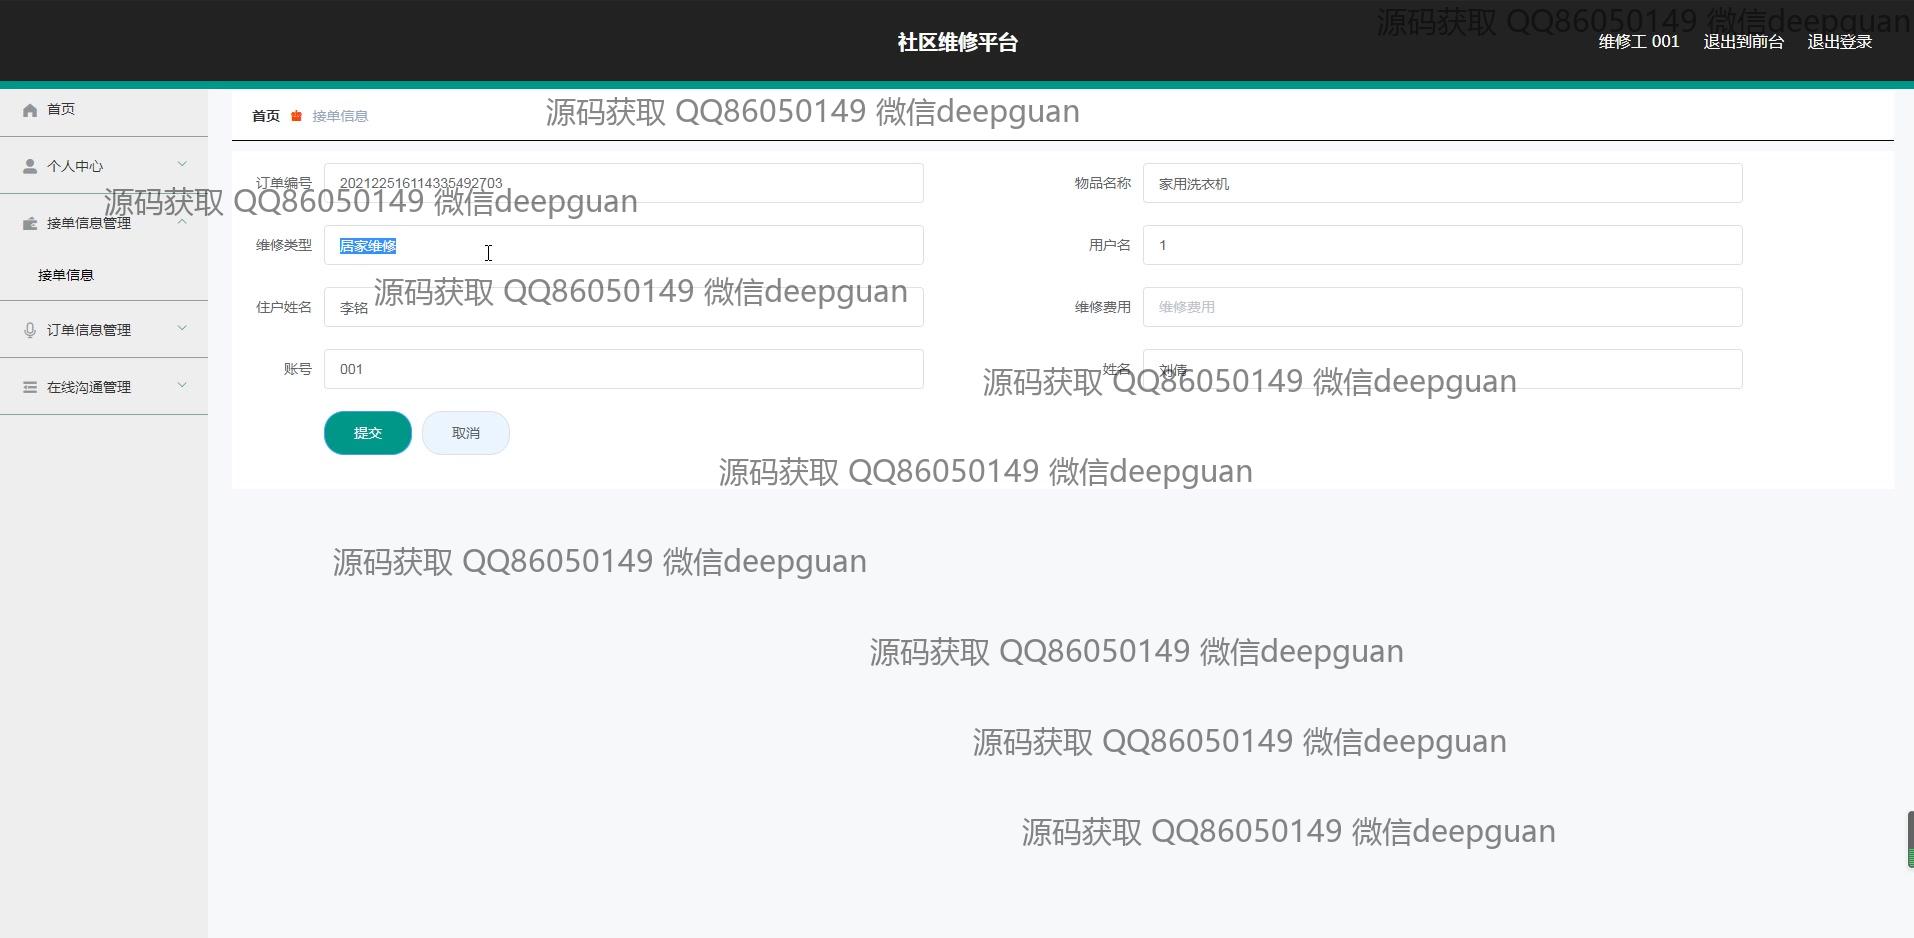 源码获取 QQ86050149 微信deepguan
社区维修平台
维修工 001 退出到前台 退出登录
首页
首页 接单信息
源码获取 QQ86050149 微信deepguan
个人中心
订单编号 202122516114335492703
物品名称 家用洗衣机
源码获取 QQ86050149 微信deepguan
接单信息管理
维修类型 居家维修
用户名 1
接单信息
源码获取 QQ86050149 微信deepguan
住户姓名 李铭
维修费用 维修费用
订单信息管理
账号 001
姓名 刘倩
源码获取 QQ86050149 微信deepguan
在线沟通管理
提交 取消
源码获取 QQ86050149 微信deepguan
源码获取 QQ86050149 微信deepguan
源码获取 QQ86050149 微信deepguan
源码获取 QQ86050149 微信deepguan
源码获取 QQ86050149 微信deepguan